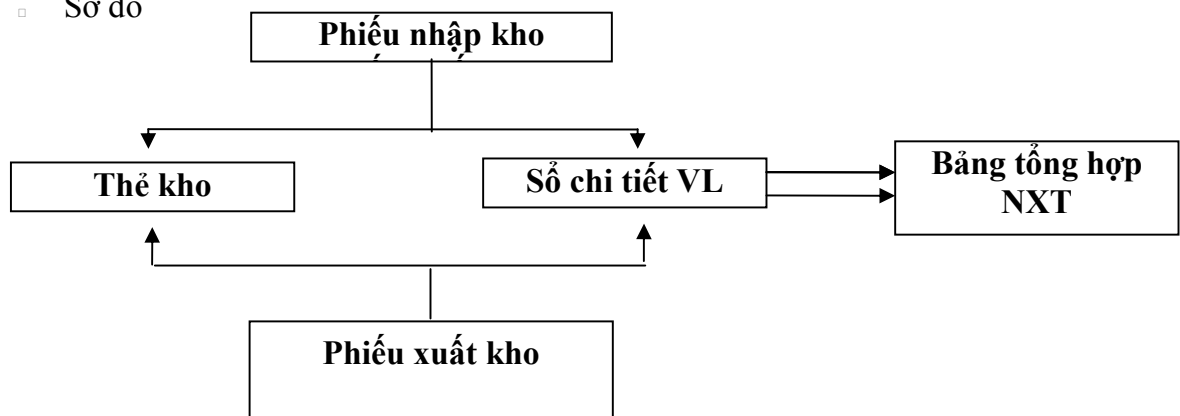 Sơ đồ
Phiếu nhập kho
Thẻ kho
Sổ chi tiết VL
Bảng tổng hợp
NXT
Phiếu xuất kho